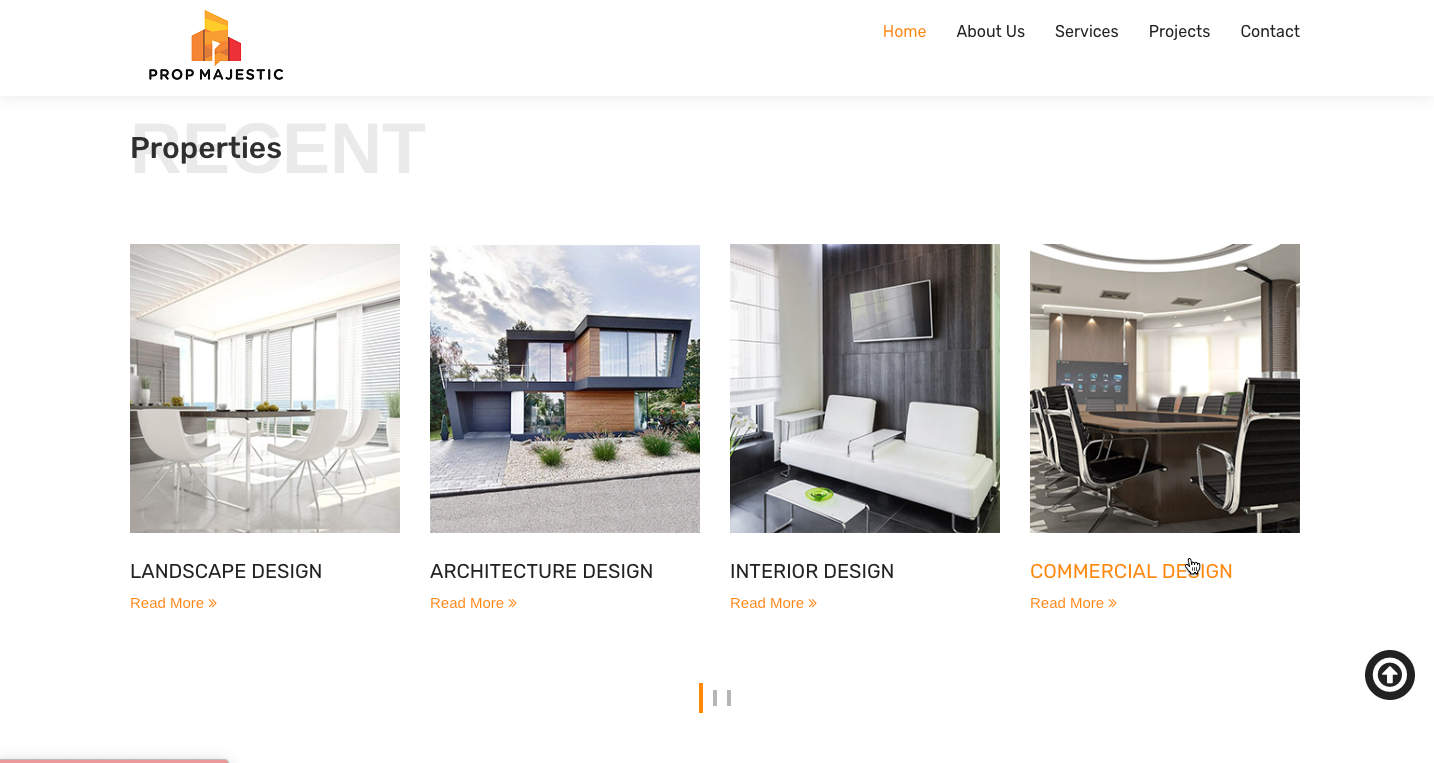 PROP MAJESTIC
Home About Us Services Projects Contact
RECENT
Properties
LANDSCAPE DESIGN
Read More »
ARCHITECTURE DESIGN
Read More »
INTERIOR DESIGN
Read More »
COMMERCIAL DESIGN
Read More »